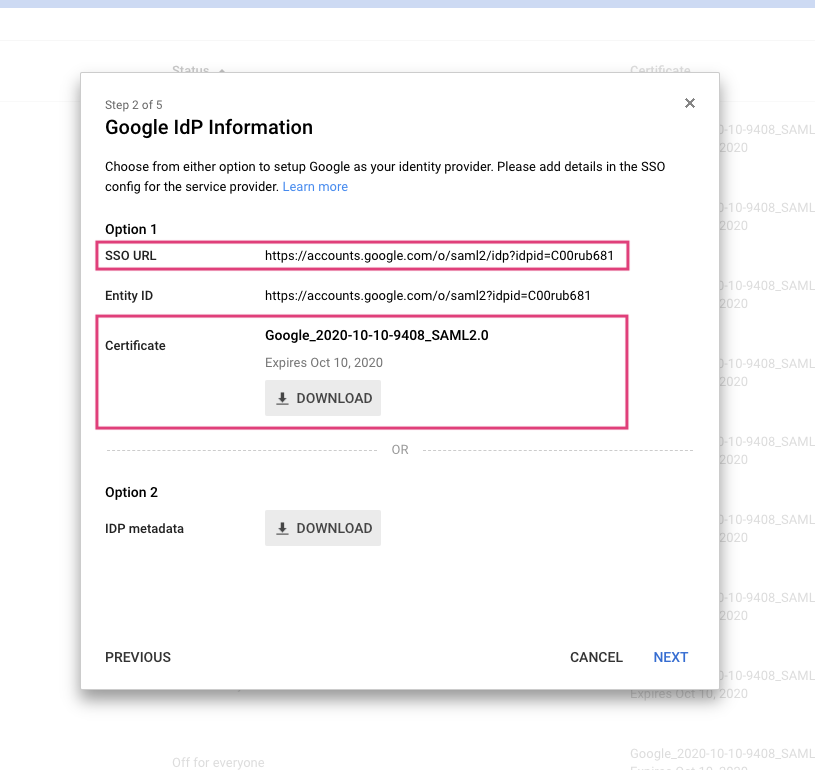 Status
Certificate
Step 2 of 5
Google IdP Information
Choose from either option to setup Google as your identity provider. Please add details in the SSO
config for the service provider. Learn more
Option 1
SSO URL https://accounts.google.com/o/saml2/idp?idpid=C00rub681
Entity ID https://accounts.google.com/o/saml2?idpid=C00rub681
Certificate
Google_2020-10-10-9408_SAML2.0
Expires Oct 10, 2020
DOWNLOAD
OR
Option 2
IDP metadata DOWNLOAD
PREVIOUS CANCEL NEXT
0-10-9408_SAML
2020
0-10-9408_SAML
2020
0-10-9408_SAML
2020
0-10-9408_SAML
2020
0-10-9408_SAML
2020
0-10-9408_SAML
2020
0-10-9408_SAML
2020
0-10-9408_SAML
Expires Oct 10, 2020
Off for everyone
Google_2020-10-10-9408_SAML